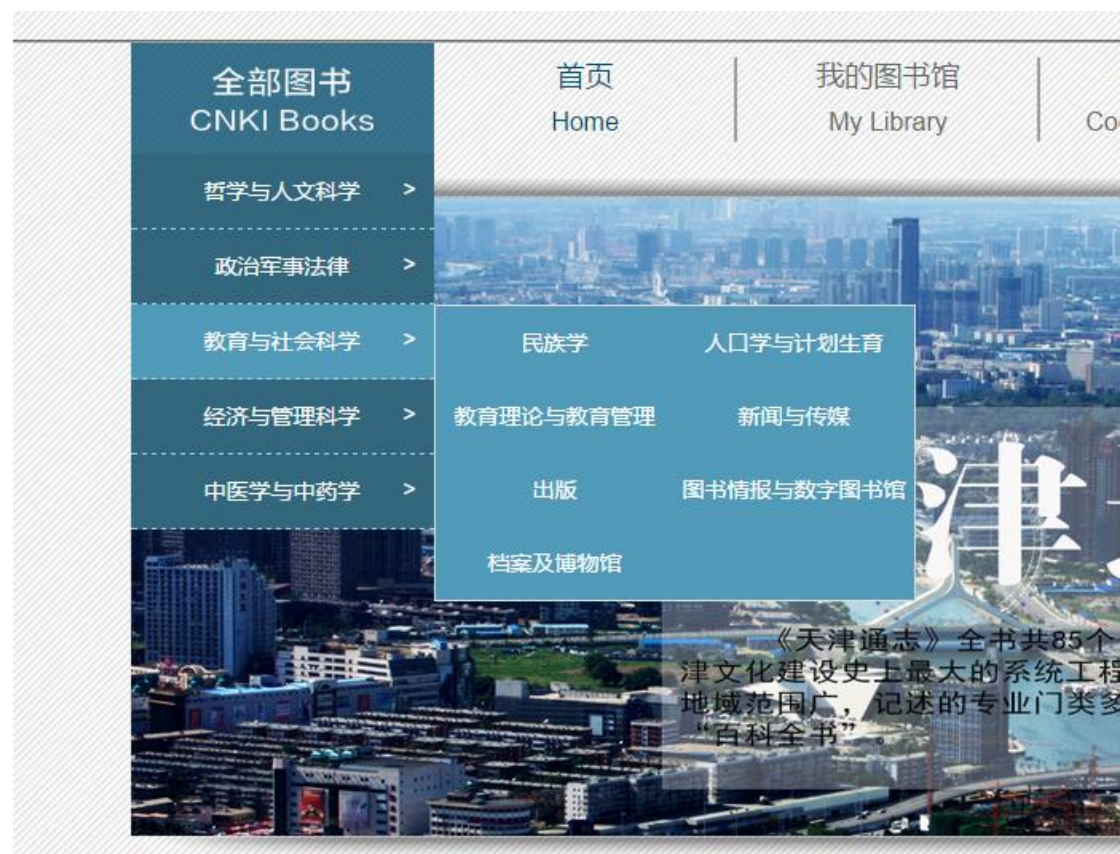 全部图书
CNKI Books
首页
Home
我的图书馆
My Library
哲学与人文科学 >
政治军事法律 >
教育与社会科学 >
经济与管理科学 >
中医学与中药学 >
民族学 人口学与计划生育
教育理论与教育管理 新闻与传媒
出版 图书情报与数字图书馆
档案及博物馆
津
《天津通志》全书共85个
津文化建设史上最大的系统工程
地域范围广，记述的专业门类多
“百科全书”。